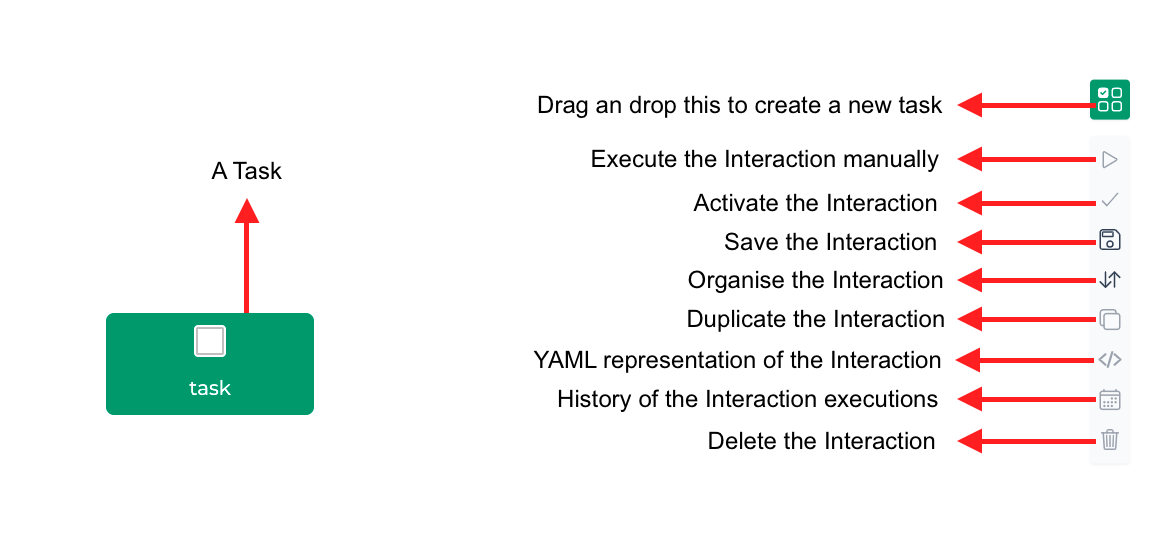 Drag an drop this to create a new task
Execute the Interaction manually
A Task
Activate the Interaction
Save the Interaction
Organise the Interaction
Duplicate the Interaction
YAML representation of the Interaction
task
History of the Interaction executions
Delete the Interaction